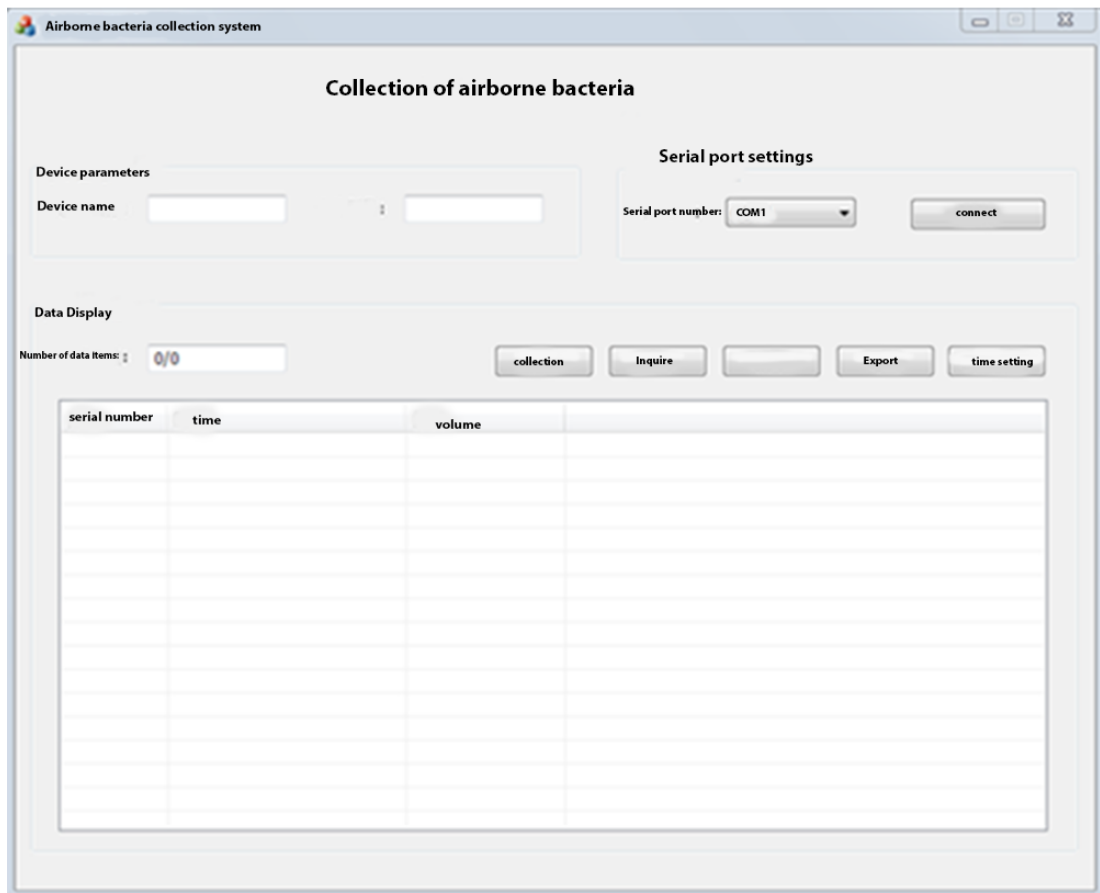 Airborne bacteria collection system
Collection of airborne bacteria
Serial port settings
Device parameters
Device name
:
Serial port number: COM1 connect
Data Display
Number of data items: : 0/0 collection Inquire Export time setting
serial number time volume